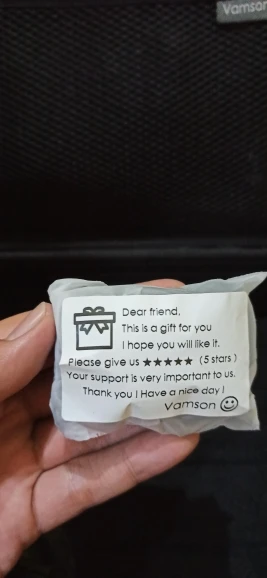 Vamson
Dear friend,
This is a gift for you
I hope you will like it.
Please give us ★★★★★ (5 stars)
Your support is very important to us.
Thank you! Have a nice day!
Vamson ☺